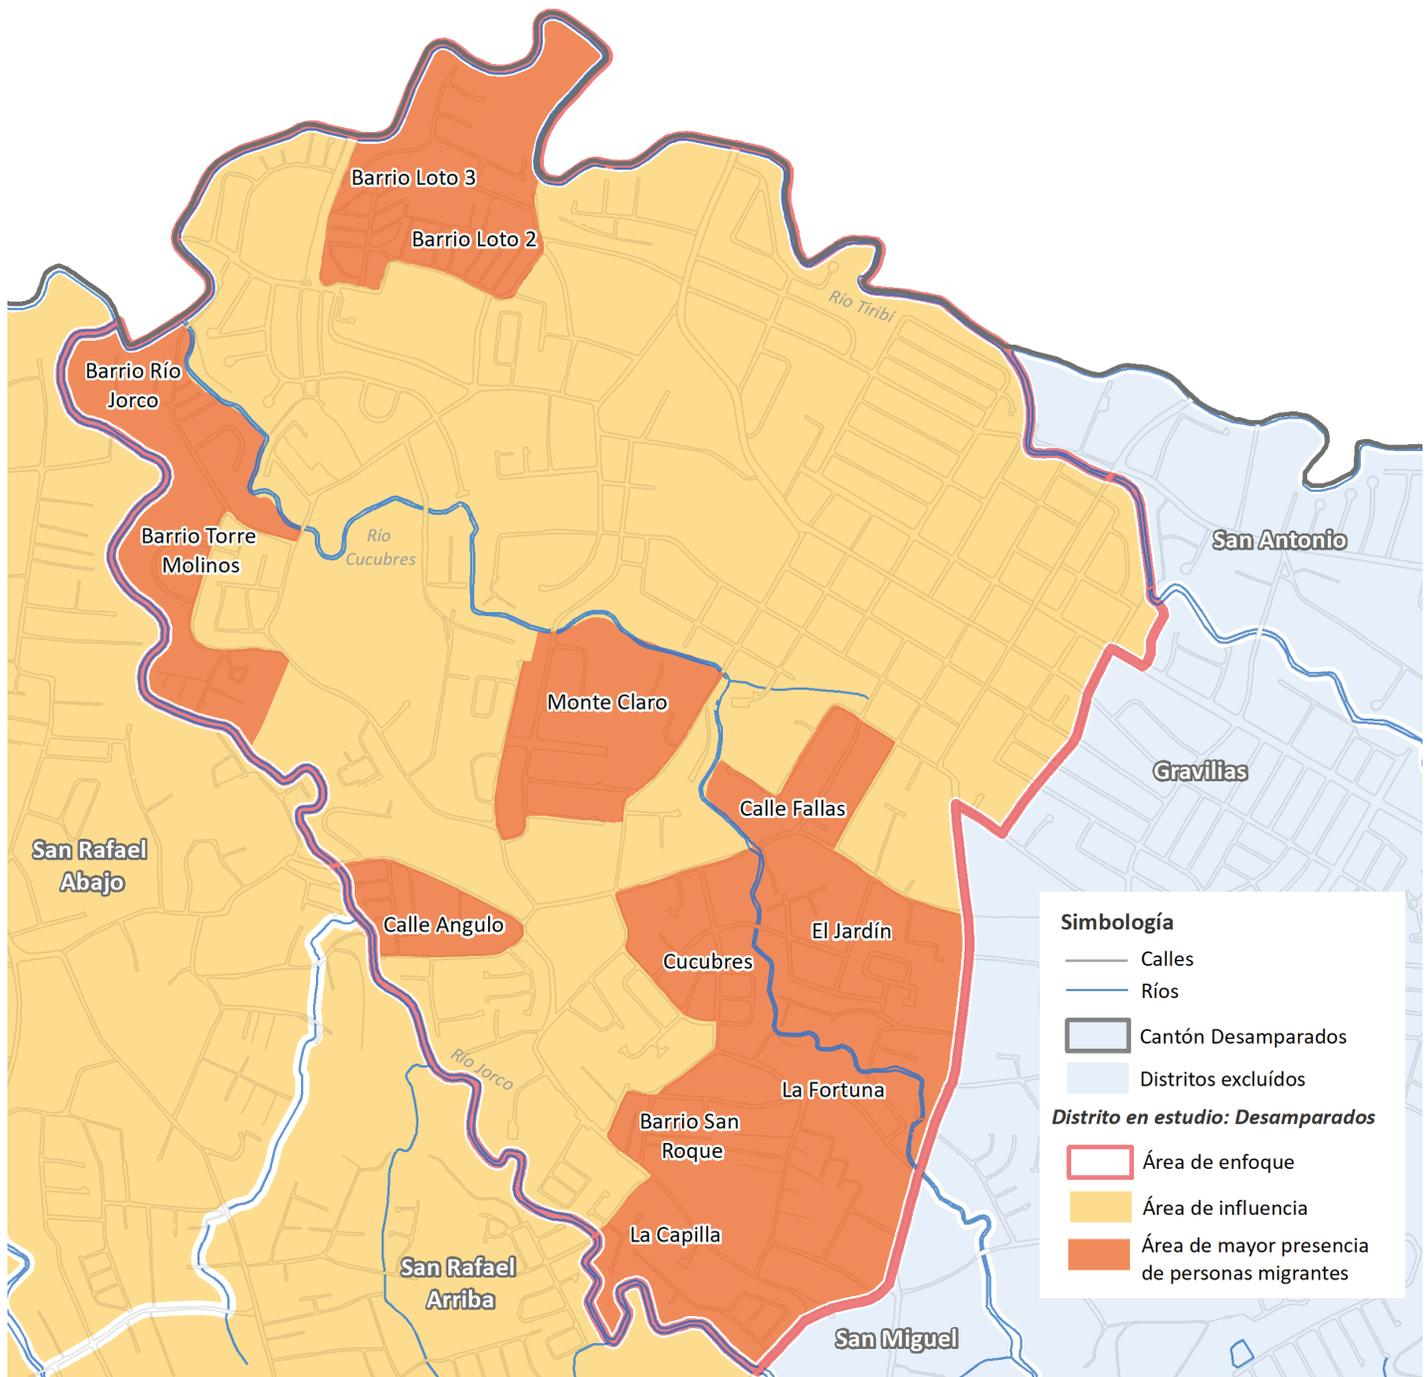 Barrio Loto 3
Barrio Loto 2
Río Tiribí
Barrio Río
Jorco
Barrio Torre
Molinos
Río
Cucubres
San Antonio
Monte Claro
Gravilias
Calle Fallas
San Rafael
Abajo
Calle Angulo
El Jardín
Cucubres
Río Jorco
La Fortuna
Barrio San
Roque
La Capilla
San Rafael
Arriba
San Miguel
Simbología
Calles
Ríos
Cantón Desamparados
Distritos excluídos
Distrito en estudio: Desamparados
Área de enfoque
Área de influencia
Área de mayor presencia
de personas migrantes